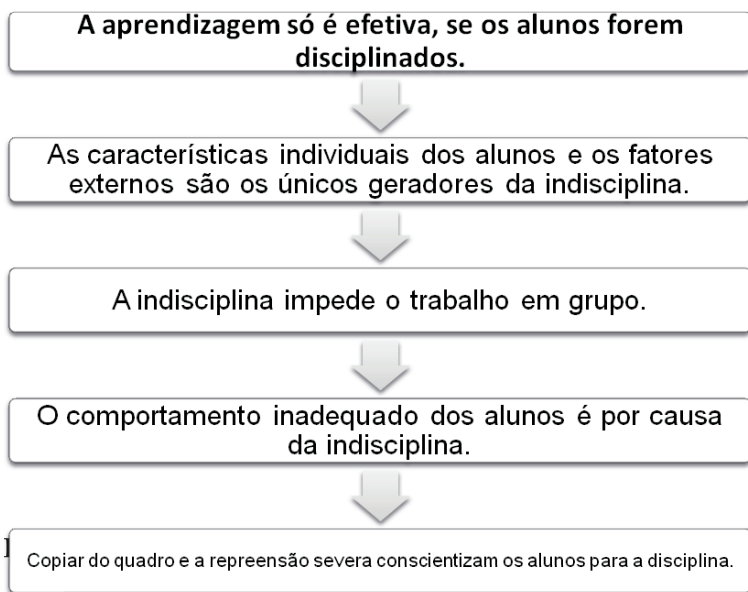 A aprendizagem só é efetiva, se os alunos forem
disciplinados.
As características individuais dos alunos e os fatores
externos são os únicos geradores da indisciplina.
A indisciplina impede o trabalho em grupo.
O comportamento inadequado dos alunos é por causa
da indisciplina.
Copiar do quadro e a repreensão severa conscientizam os alunos para a disciplina.